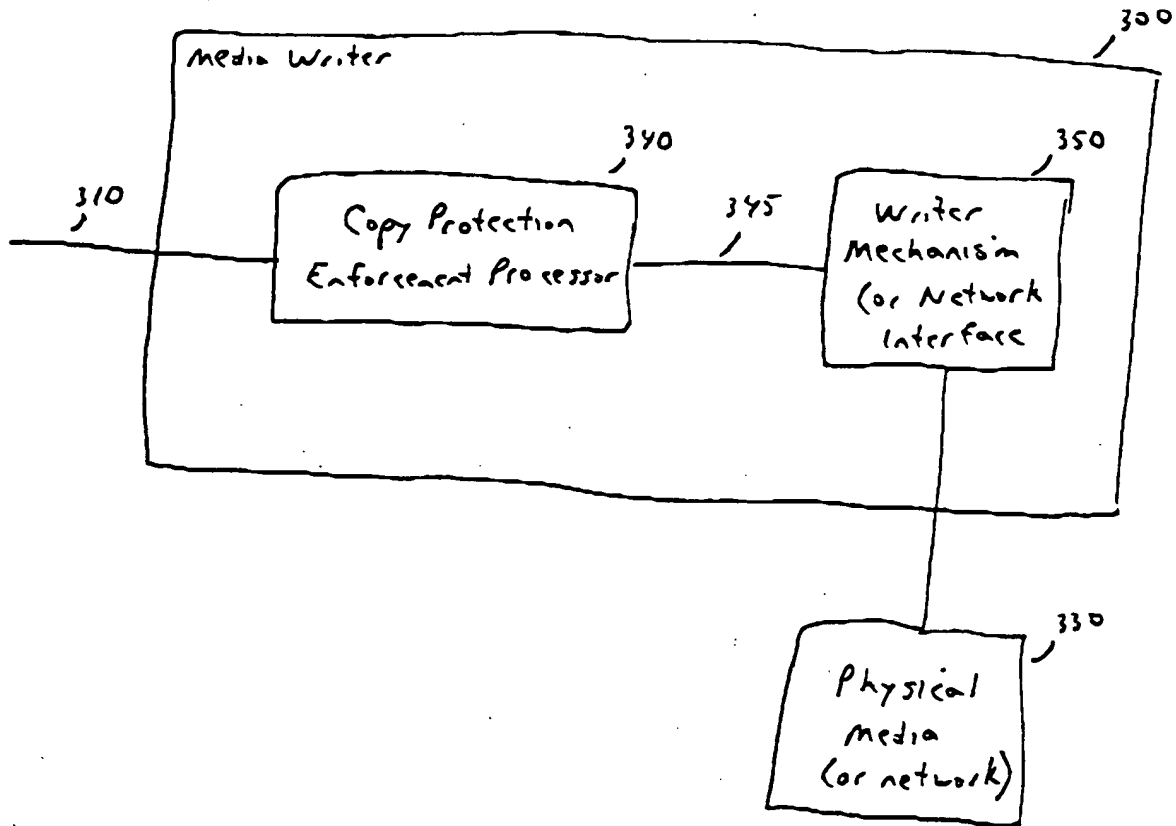 300
Media Writer
340
350
310
Copy Protection
Enforcement Processor
345
Writer
Mechanism
(or Network
Interface
330
Physical
Media
(or network)